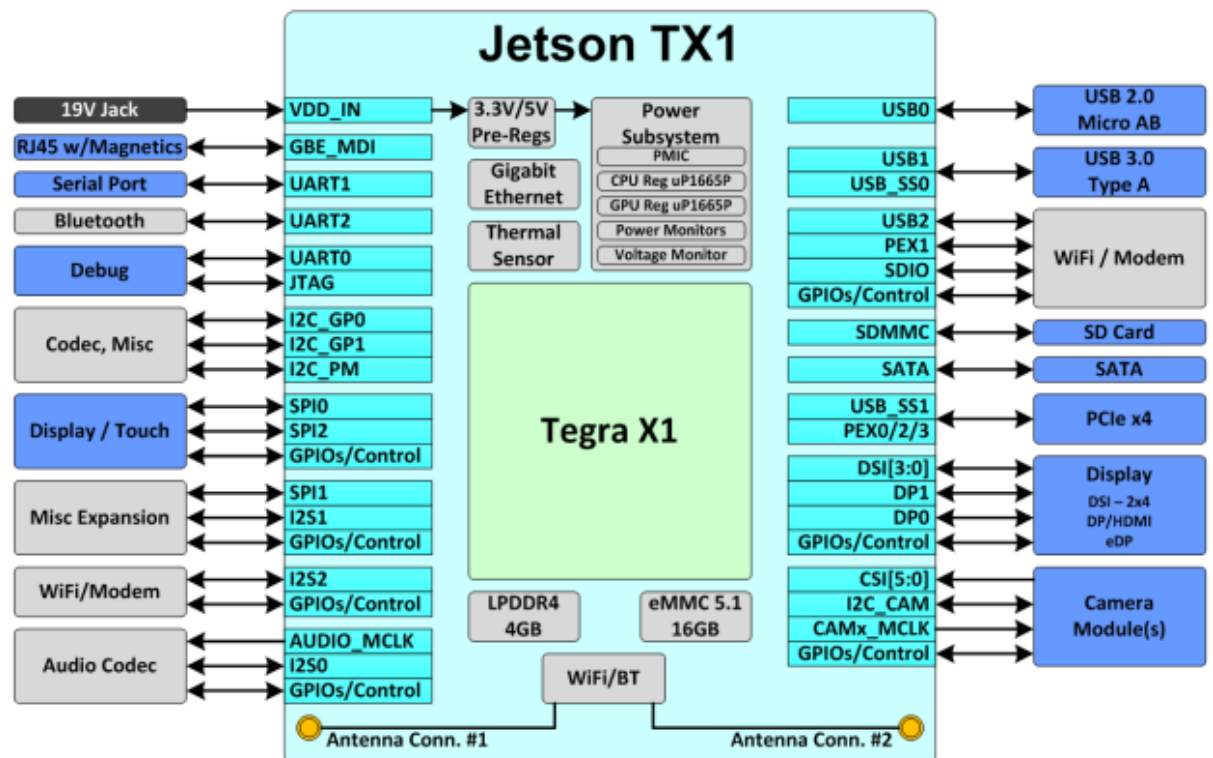 Jetson TX1
19V Jack
RJ45 w/Magnetics
Serial Port
Bluetooth
Debug
Codec, Misc
Display / Touch
Misc Expansion
WiFi/Modem
Audio Codec
VDD_IN
GBE_MDI
UART1
UART2
UART0
JTAG
I2C_GP0
I2C_GP1
I2C_PM
SPI0
SPI2
GPIOs/Control
SPI1
I2S1
GPIOs/Control
I2S2
GPIOs/Control
AUDIO_MCLK
I2S0
GPIOs/Control
3.3V/5V
Pre-Regs
Gigabit
Ethernet
Thermal
Sensor
Power
Subsystem
PMIC
CPU Reg uP1665P
GPU Reg uP1665P
Power Monitors
Voltage Monitor
Tegra X1
LPDDR4
4GB
eMMC 5.1
16GB
WiFi/BT
Antenna Conn. #1
Antenna Conn. #2
USB0
USB1
USB_SS0
USB2
PEX1
SDIO
GPIOs/Control
SDMMC
SATA
USB_SS1
PEX0/2/3
DSI[3:0]
DP1
DP0
GPIOs/Control
CSI[5:0]
I2C_CAM
CAMx_MCLK
GPIOs/Control
USB 2.0
Micro AB
USB 3.0
Type A
WiFi / Modem
SD Card
SATA
PCIe x4
Display
DSI – 2x4
DP/HDMI
eDP
Camera
Module(s)